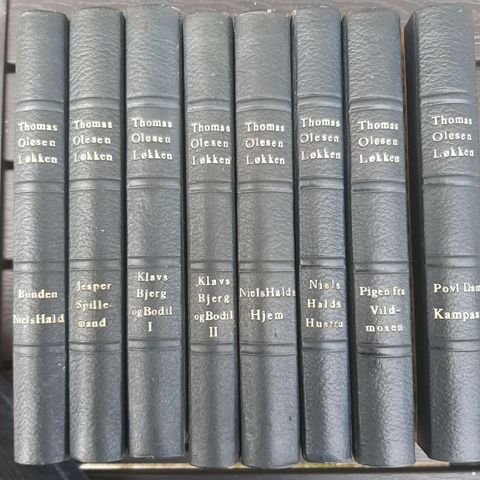 Thomas
Olesen
Løkken
Bonden
Niels Hald
Thomas
Olesen
Løkken
Jesper
Spille-
mand
Thomas
Olesen
Løkken
Klavs
Bjerg
og Bodil
I
Thomas
Olesen
Løkken
Klavs
Bjerg
og Bodil
II
Thomas
Olesen
Løkken
Niels Halds
Hjem
Thomas
Olesen
Løkken
Niels
Halds
Hustru
Thomas
Olesen
Løkken
Pigen fra
Vild-
mosen
Thomas
Olesen
Løkken
Povl Dam
Kampaa